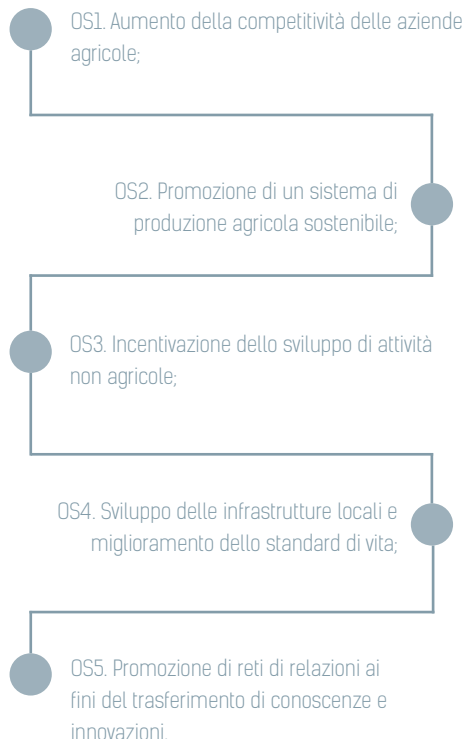 OS1. Aumento della competitività delle aziende
agricole;
OS2. Promozione di un sistema di
produzione agricola sostenibile;
OS3. Incentivazione dello sviluppo di attività
non agricole;
OS4. Sviluppo delle infrastrutture locali e
miglioramento dello standard di vita;
OS5. Promozione di reti di relazioni ai
fini del trasferimento di conoscenze e
innovazioni.